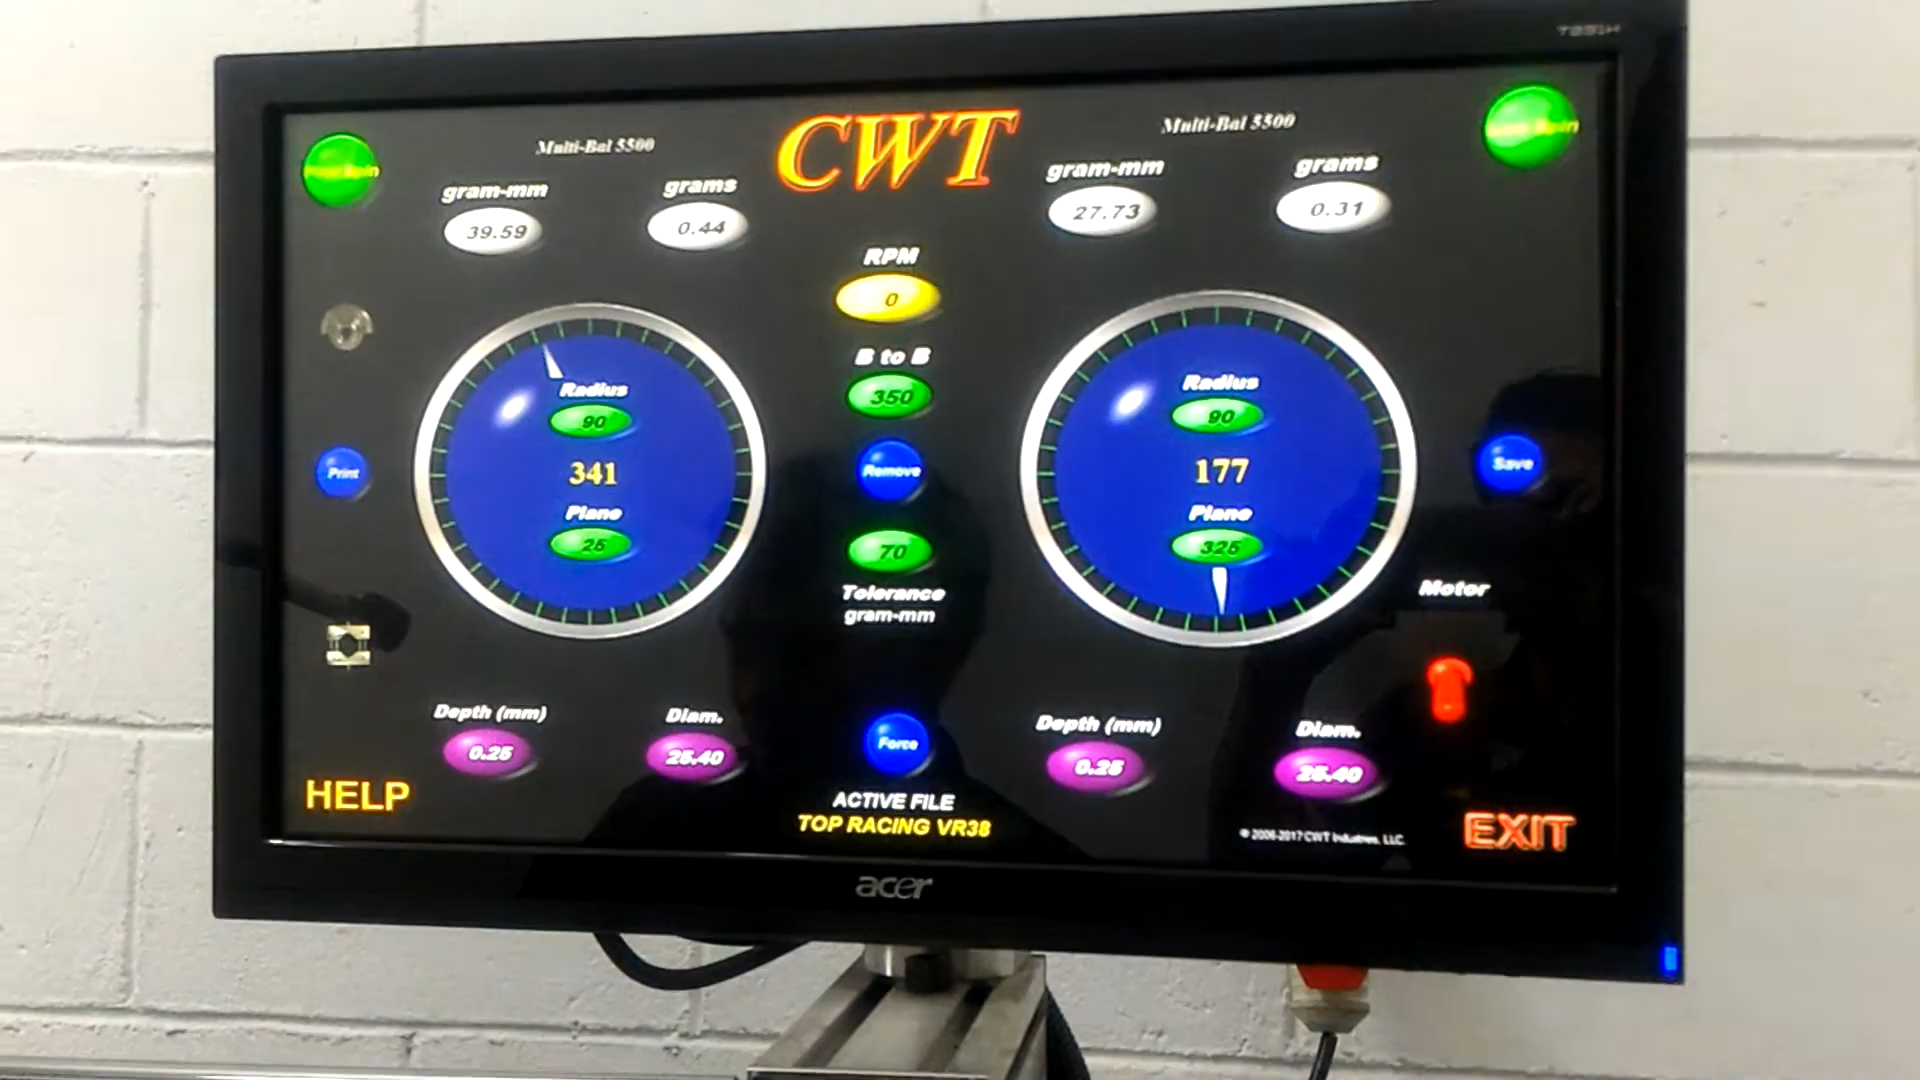 Multi-Bal 5500
CWT
Multi-Bal 5500
gram-mm
grams
gram-mm
grams
39.59
0.44
27.73
0.31
RPM
0
B to B
350
Radius
90
Radius
90
341
177
Print
Remove
Save
Plane
25
Plane
325
70
Tolerance
gram-mm
Motor
Depth (mm)
Diam.
Depth (mm)
Diam.
0.25
25.40
Force
0.25
25.40
HELP
ACTIVE FILE
TOP RACING VR38
© 2006-2017 CWT Industries, LLC.
EXIT
acer